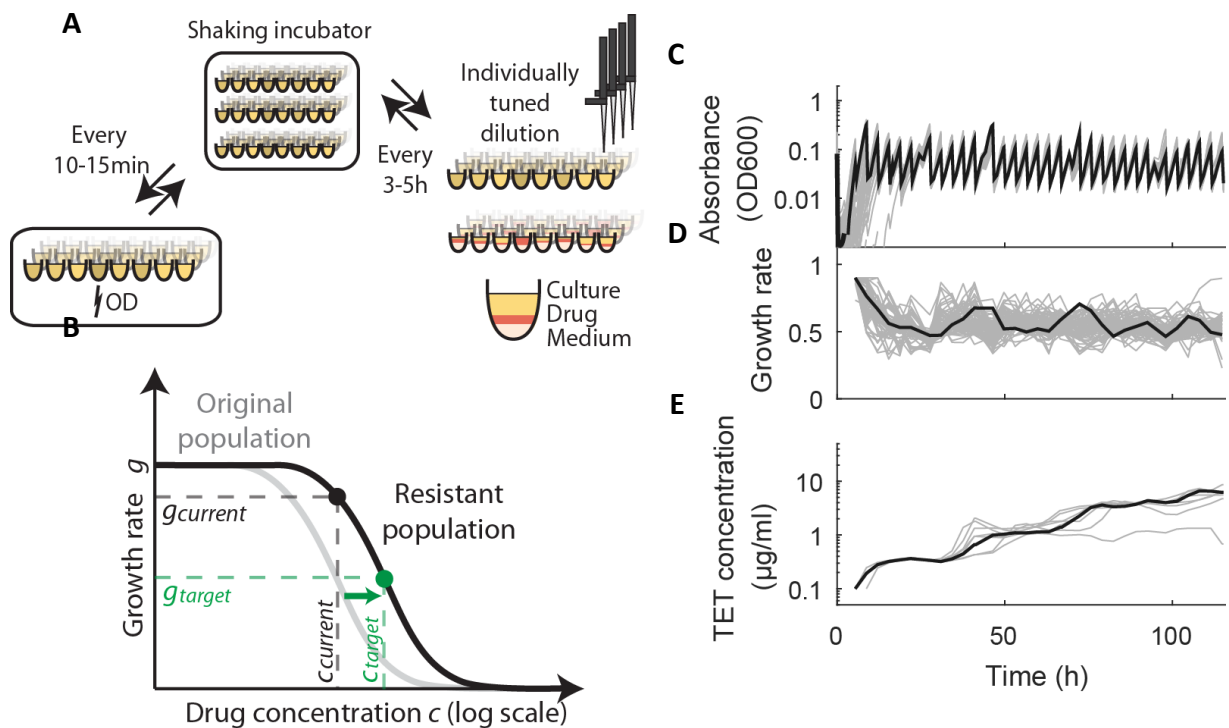 A
Shaking incubator
Every
10-15min
Every
3-5h
Individually
tuned
dilution
OD
Culture
Drug
Medium
B
Original
population
Resistant
population
g
gcurrent
gtarget
Growth rate
ccurrent
ctarget
Drug concentration c (log scale)
C
Absorbance
(OD600)
1
0.1
0.01
D
Growth rate
1
0.5
0
E
TET concentration
(µg/ml)
10
1
0.1
0
50
100
Time (h)